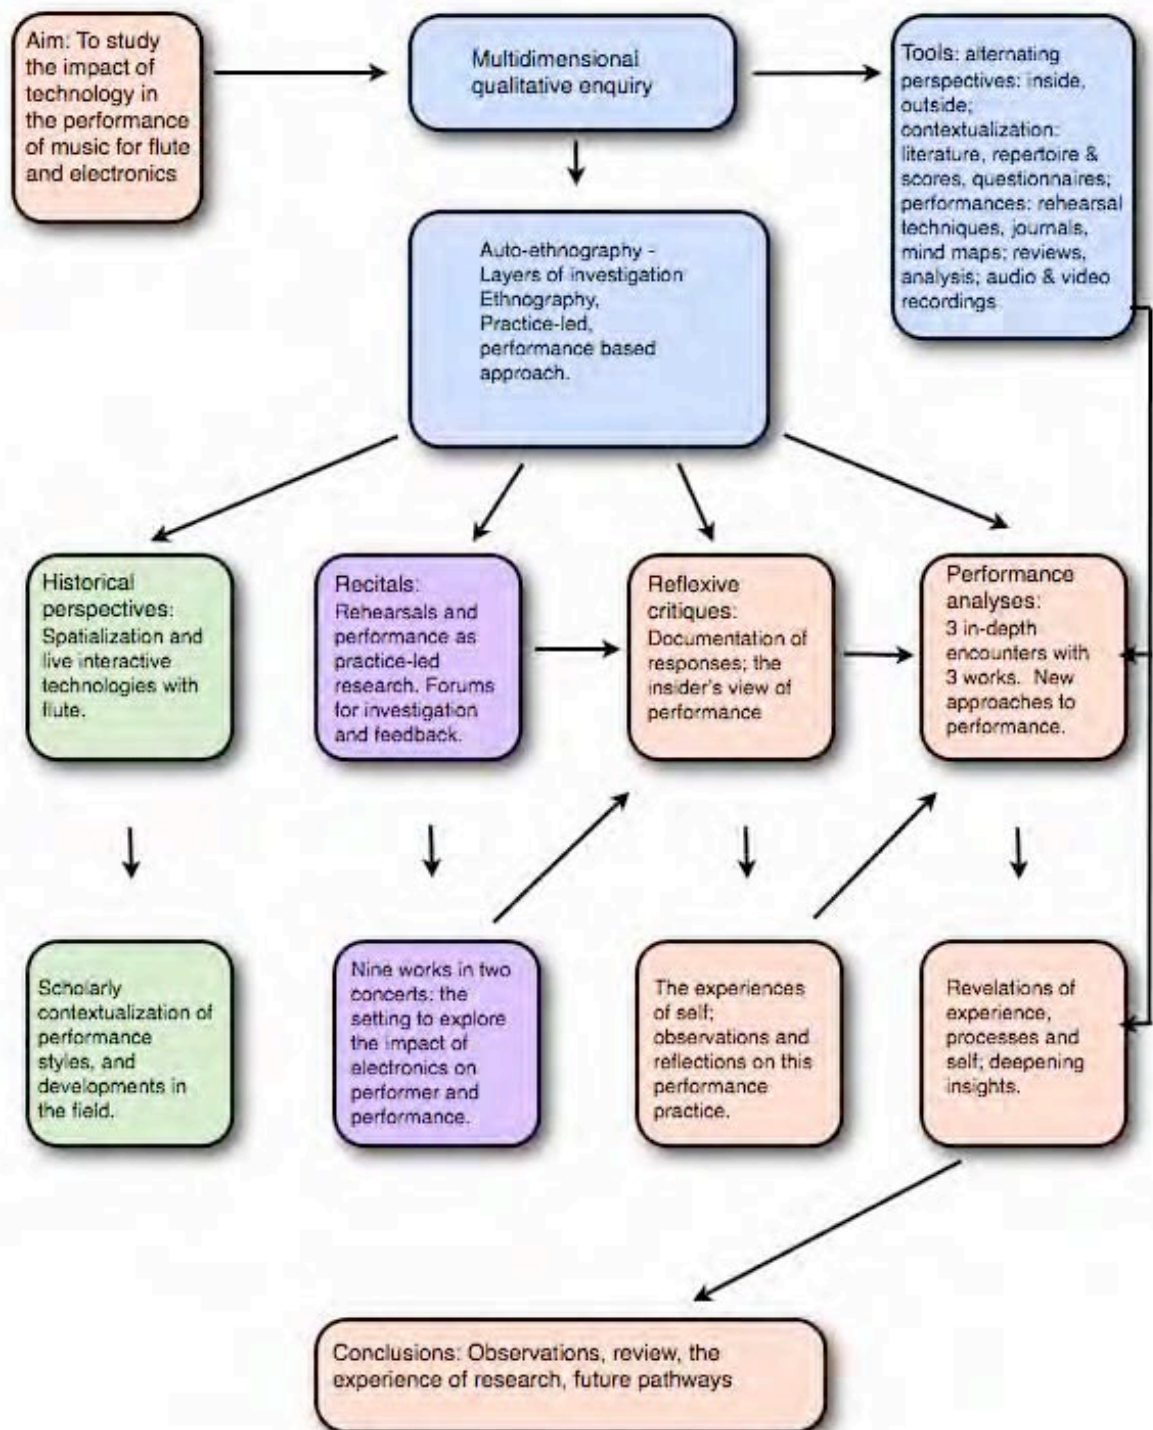 Aim: To study
the impact of
technology in
the performance
of music for flute
and electronics
Multidimensional
qualitative enquiry
Tools: alternating
perspectives: inside,
outside;
contextualization:
literature, repertoire &
scores, questionnaires;
performances: rehearsal
techniques, journals,
mind maps; reviews,
analysis; audio & video
recordings
Auto-ethnography -
Layers of investigation
Ethnography,
Practice-led,
performance based
approach.
Historical
perspectives:
Spatialization and
live interactive
technologies with
flute.
Recitals:
Rehearsals and
performance as
practice-led
research. Forums
for investigation
and feedback.
Reflexive
critiques:
Documentation of
responses; the
insider's view of
performance
Performance
analyses:
3 in-depth
encounters with
3 works. New
approaches to
performance.
Scholarly
contextualization of
performance
styles, and
developments in
the field.
Nine works in two
concerts: the
setting to explore
the impact of
electronics on
performer and
performance.
The experiences
of self;
observations and
reflections on this
performance
practice.
Revelations of
experience,
processes and
self; deepening
insights.
Conclusions: Observations, review, the
experience of research, future pathways